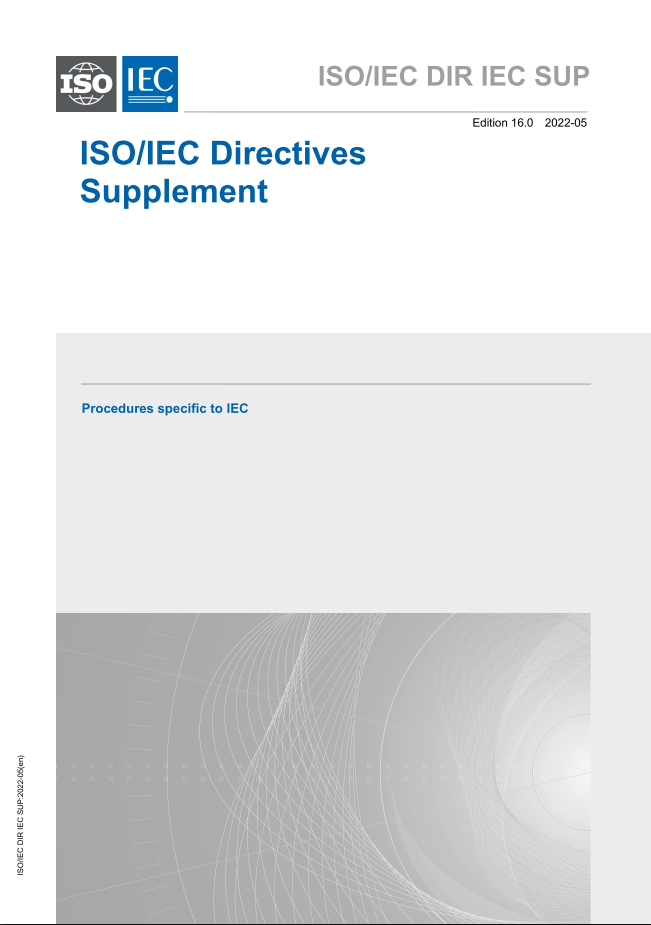 ISO
IEC
ISO/IEC DIR IEC SUP
Edition 16.0 2022-05
ISO/IEC Directives
Supplement
Procedures specific to IEC
ISO/IEC DIR IEC SUP:2022-05(en)